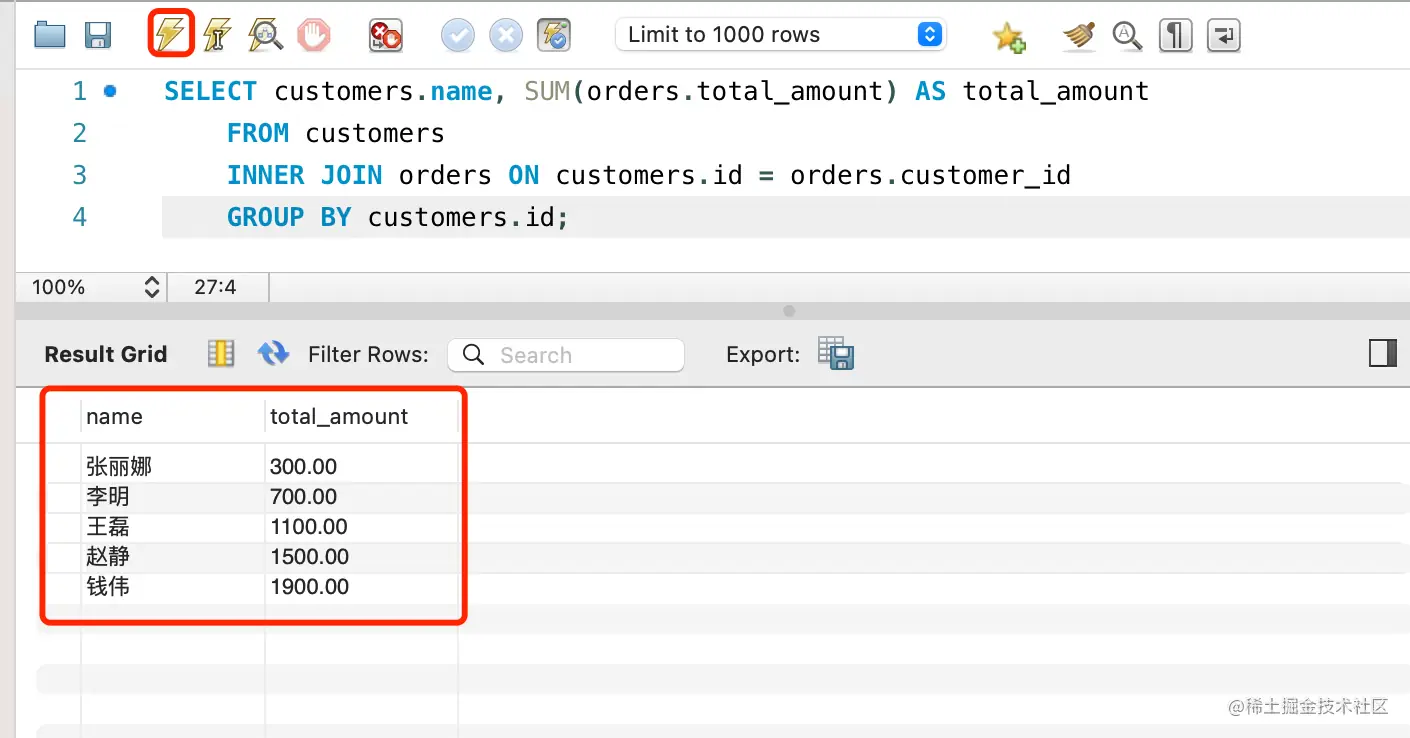 Limit to 1000 rows
1 SELECT customers.name, SUM(orders.total_amount) AS total_amount
2 FROM customers
3 INNER JOIN orders ON customers.id = orders.customer_id
4 GROUP BY customers.id;
100% 27:4
Result Grid Filter Rows: Search Export:
name total_amount
张丽娜 300.00
李明 700.00
王磊 1100.00
赵静 1500.00
钱伟 1900.00
@稀土掘金技术社区